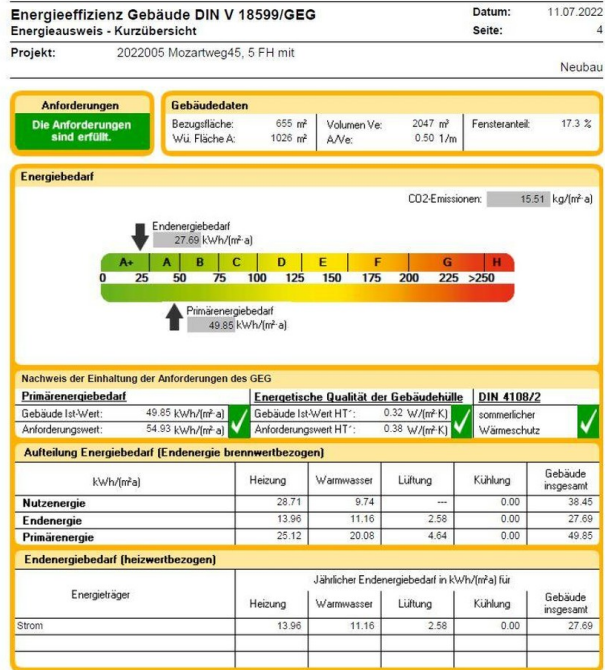 Energieeffizienz Gebäude DIN V 18599/GEG Datum: 11.07.2022
Energieausweis - Kurzübersicht Seite: 4
Projekt: 2022005 Mozartweg45, 5 FH mit
Neubau
Anforderungen
Die Anforderungen
sind erfüllt.
Gebäudedaten
Bezugsfläche: 655 m² Volumen Ve: 2047 m³ Fensteranteil: 17.3 %
Wü. Fläche A: 1026 m² A/Ve: 0.50 1/m
Energiebedarf
CO2-Emissionen: 15.51 kg/(m²·a)
Endenergiebedarf
27.69 kWh/(m²·a)
A+ A B C D E F G H
0 25 50 75 100 125 150 175 200 225 >250
Primärenergiebedarf
49.85 kWh/(m²·a)
Nachweis der Einhaltung der Anforderungen des GEG
Primärenergiebedarf Energetische Qualität der Gebäudehülle DIN 4108/2
Gebäude Ist-Wert: 49.85 kWh/(m²·a) Gebäude Ist-Wert HT': 0.32 W/(m²·K) sommerlicher
Anforderungswert: 54.93 kWh/(m²·a) Anforderungswert HT': 0.38 W/(m²·K) Wärmeschutz
Aufteilung Energiebedarf (Endenergie brennwertbezogen)
kWh/(m²a) Heizung Warmwasser Lüftung Kühlung Gebäude
insgesamt
Nutzenergie 28.71 9.74 --- 0.00 38.45
Endenergie 13.96 11.16 2.58 0.00 27.69
Primärenergie 25.12 20.08 4.64 0.00 49.85
Endenergiebedarf (heizwertbezogen)
Energieträger Jährlicher Endenergiebedarf in kWh/(m²a) für
Heizung Warmwasser Lüftung Kühlung Gebäude
insgesamt
Strom 13.96 11.16 2.58 0.00 27.69